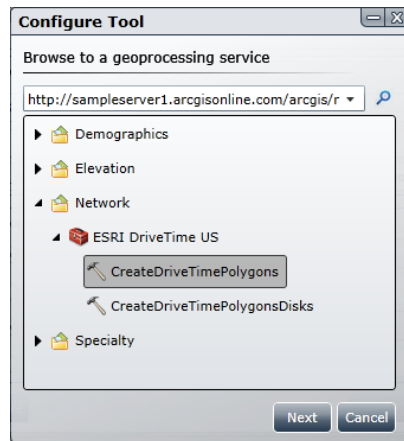 Configure Tool
Browse to a geoprocessing service
http://sampleserver1.arcgisonline.com/arcgis/r
Demographics
Elevation
Network
ESRI DriveTime US
CreateDriveTimePolygons
CreateDriveTimePolygonsDisks
Specialty
Next Cancel